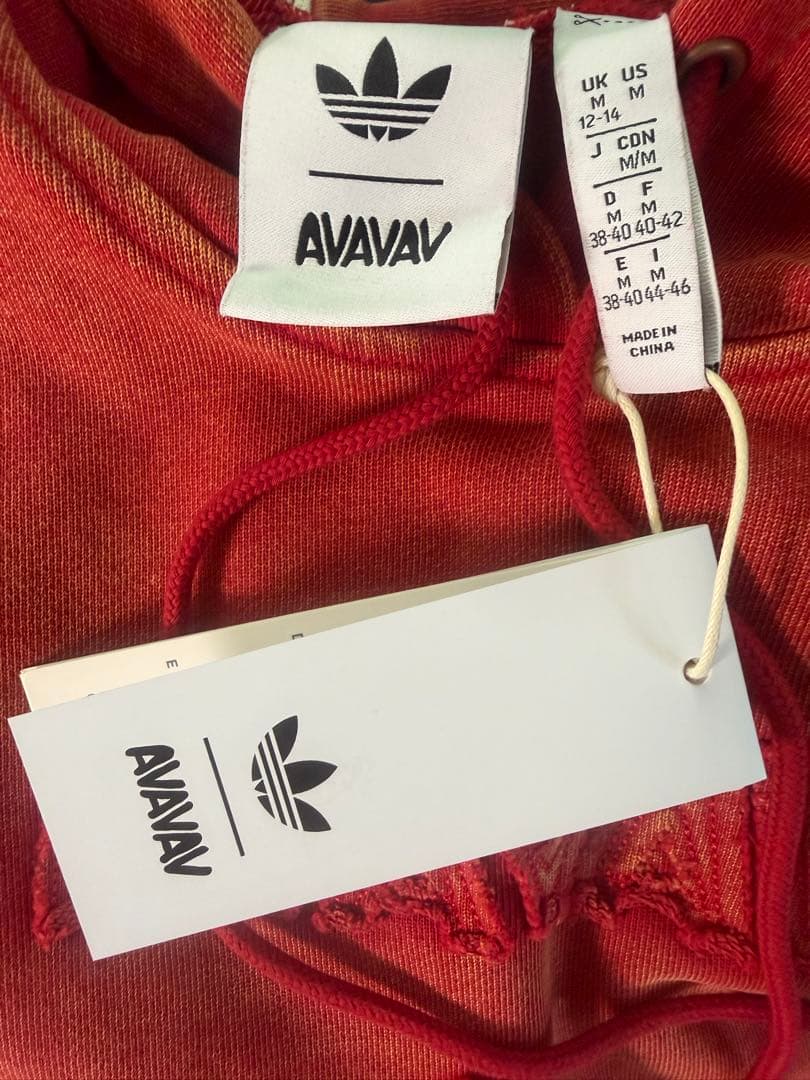 AVAVAV
UK US
M M
12-14
J CDN
M/M
D F
M M
38-40 40-42
E I
M M
38-40 44-46
MADE IN
CHINA
E
AVAVAV